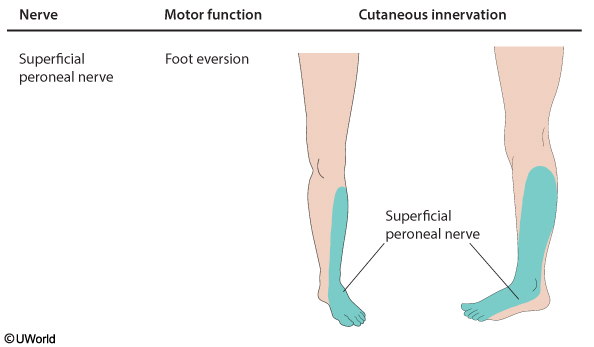 Nerve Motor function Cutaneous innervation
Superficial
peroneal nerve
Foot eversion
Superficial
peroneal nerve
©UWorld